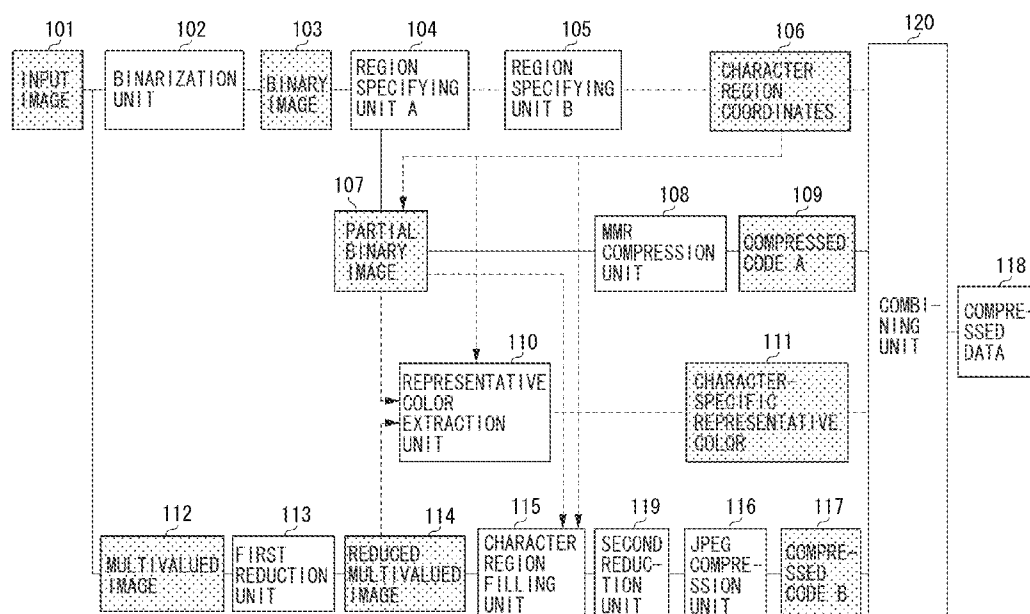 101
INPUT
IMAGE
102
BINARIZATION
UNIT
103
BINARY
IMAGE
104
REGION
SPECIFYING
UNIT A
105
REGION
SPECIFYING
UNIT B
106
CHARACTER
REGION
COORDINATES
120
COMBI-
NING
UNIT
107
PARTIAL
BINARY
IMAGE
108
MMR
COMPRESSION
UNIT
109
COMPRESSED
CODE A
118
COMPRE-
SSED
DATA
110
REPRESENTATIVE
COLOR
EXTRACTION
UNIT
111
CHARACTER-
SPECIFIC
REPRESENTATIVE
COLOR
112
MULTIVALUED
IMAGE
113
FIRST
REDUCTION
UNIT
114
REDUCED
MULTIVALUED
IMAGE
115
CHARACTER
REGION
FILLING
UNIT
119
SECOND
REDUC-
TION
UNIT
116
JPEG
COMPRE-
SSION
UNIT
117
COMPRE-
SSED
CODE B